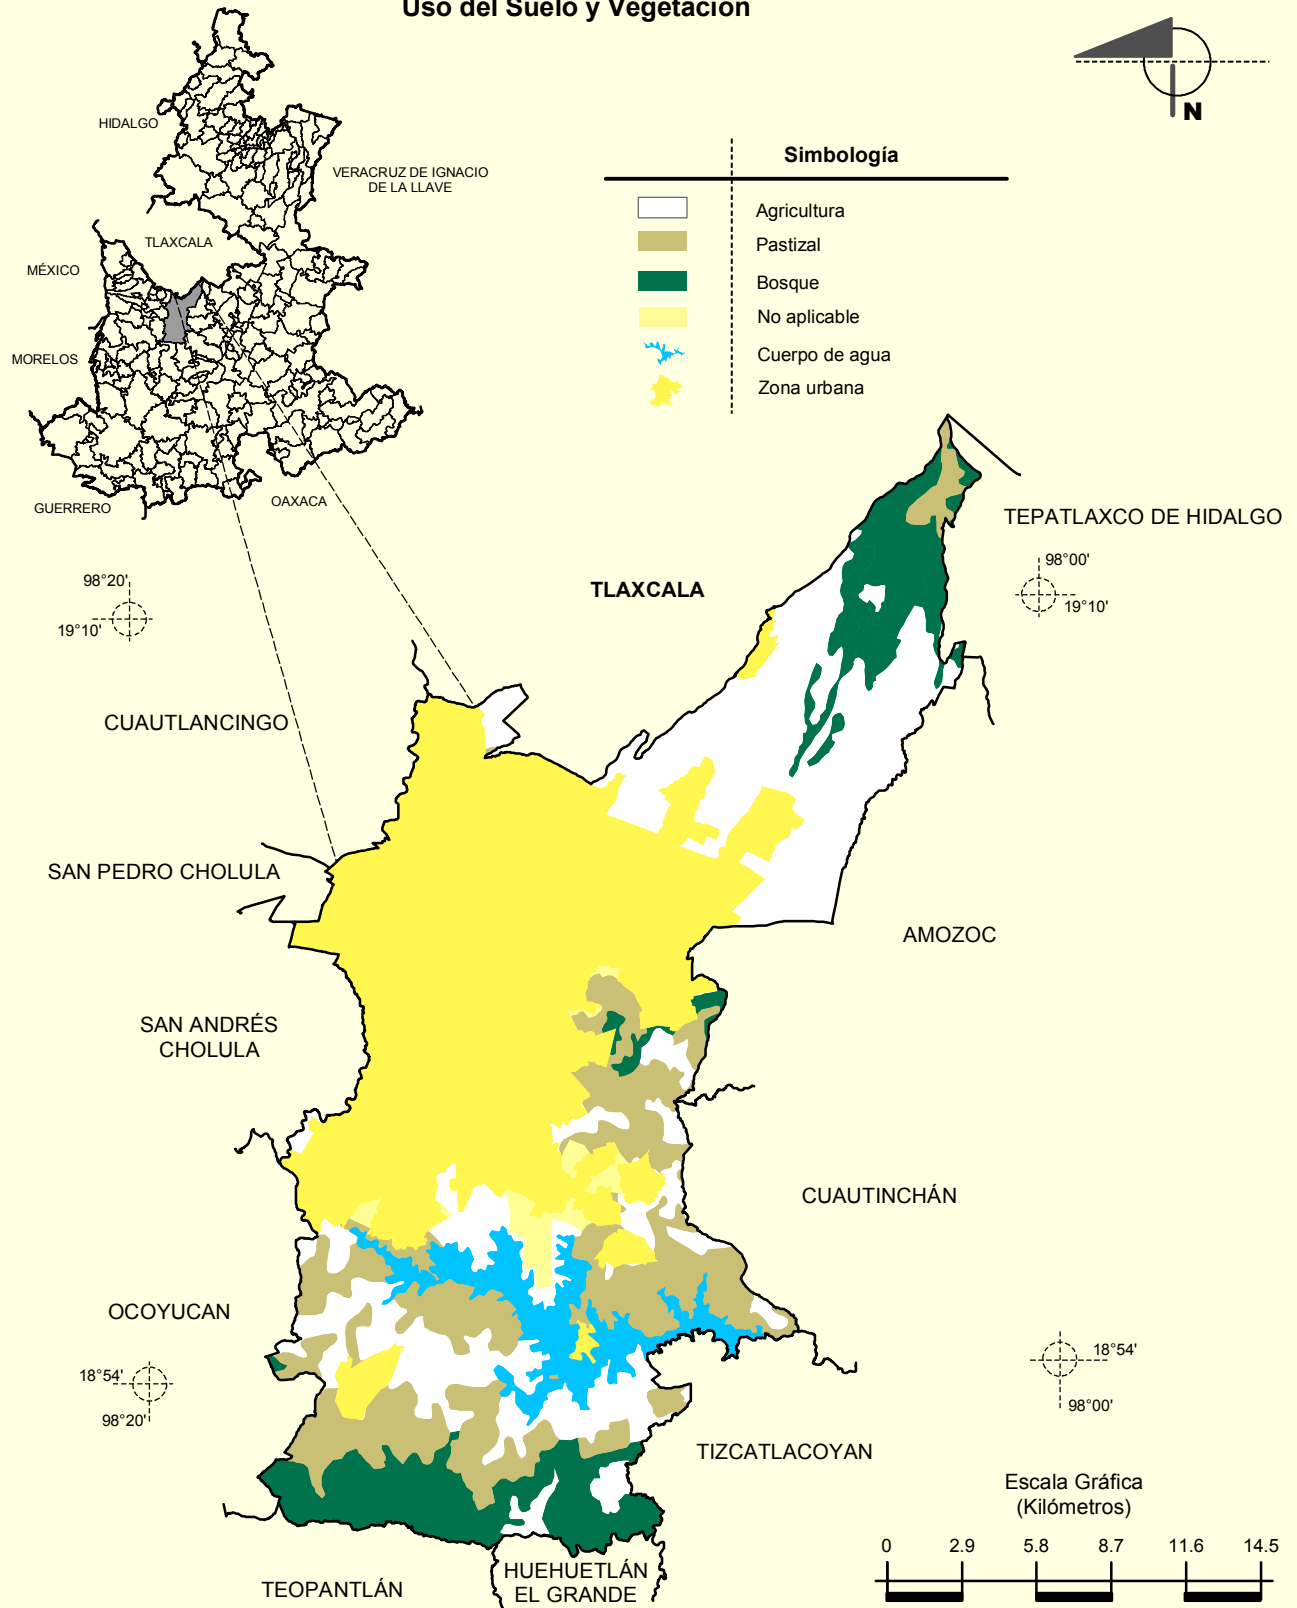 Uso del Suelo y Vegetación
N
HIDALGO
VERACRUZ DE IGNACIO
DE LA LLAVE
TLAXCALA
MÉXICO
MORELOS
GUERRERO
OAXACA
Simbología
Agricultura
Pastizal
Bosque
No aplicable
Cuerpo de agua
Zona urbana
TEPATLAXCO DE HIDALGO
98°20'
19°10'
98°00'
19°10'
TLAXCALA
CUAUTLANCINGO
SAN PEDRO CHOLULA
AMOZOC
SAN ANDRÉS
CHOLULA
CUAUTINCHÁN
OCOYUCAN
18°54'
98°20'
18°54'
98°00'
TIZCATLACOYAN
Escala Gráfica
(Kilómetros)
0 2.9 5.8 8.7 11.6 14.5
HUEHUETLÁN
EL GRANDE
TEOPANTLÁN